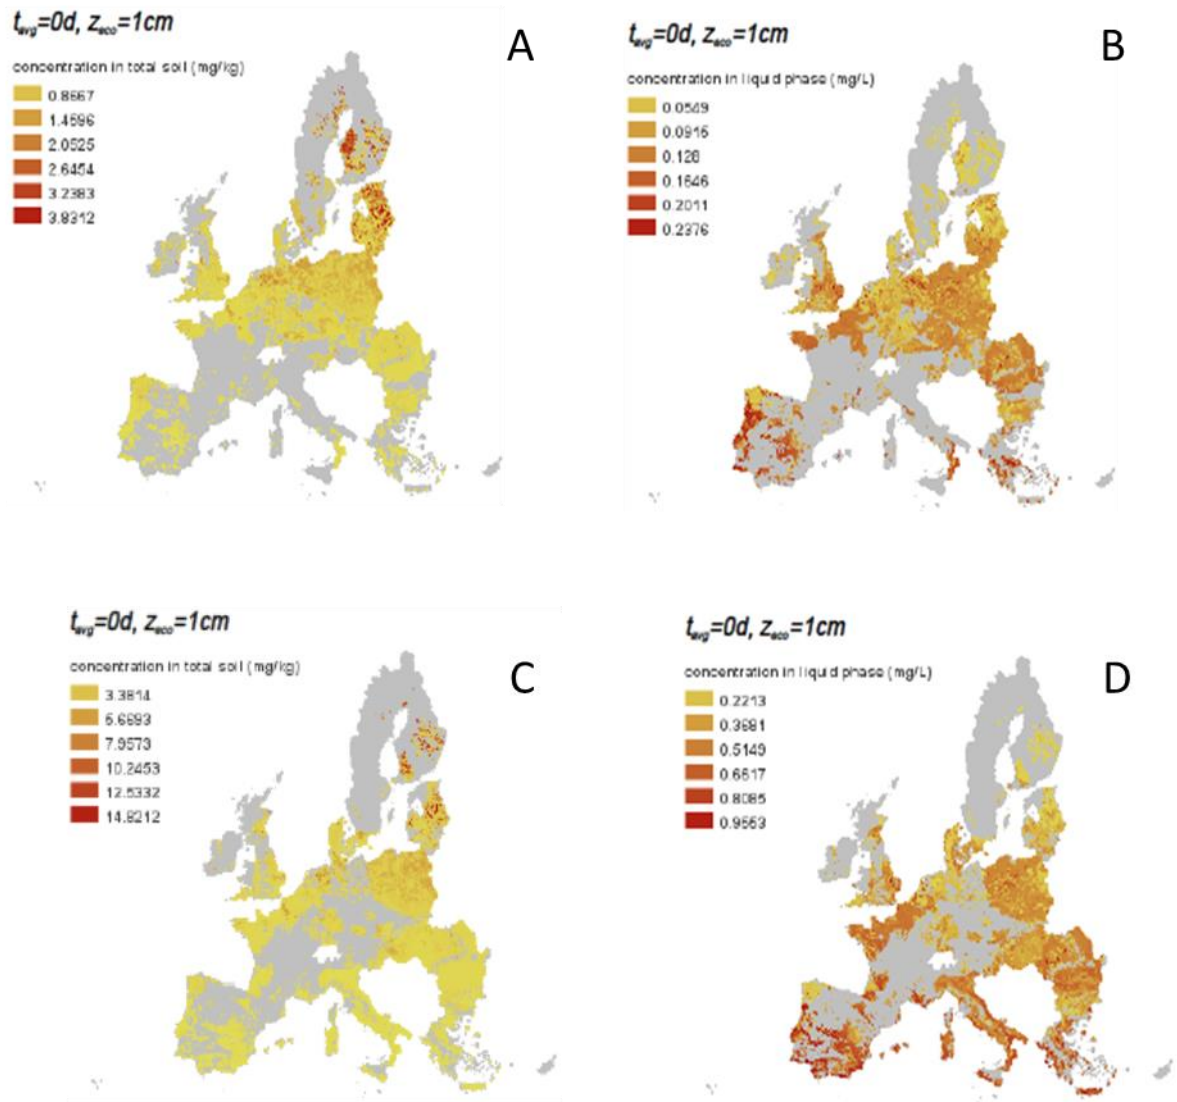 t_avg=0d, z_eco=1cm
A
concentration in total soil (mg/kg)
0.8667
1.4596
2.0525
2.6454
3.2383
3.8312
t_avg=0d, z_eco=1cm
B
concentration in liquid phase (mg/L)
0.0549
0.0915
0.128
0.1646
0.2011
0.2376
t_avg=0d, z_eco=1cm
C
concentration in total soil (mg/kg)
3.3814
5.6693
7.9573
10.2453
12.5332
14.8212
t_avg=0d, z_eco=1cm
D
concentration in liquid phase (mg/L)
0.2213
0.3681
0.5149
0.6617
0.8085
0.9553